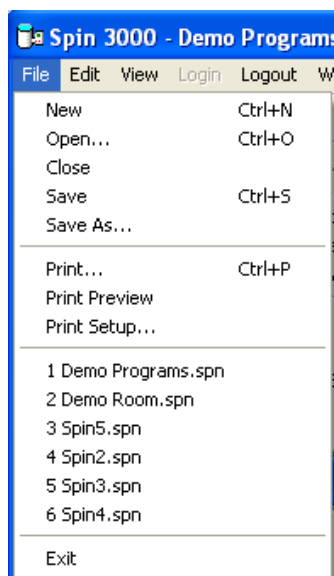 Spin 3000 - Demo Programs
File Edit View Login Logout W
New Ctrl+N
Open... Ctrl+O
Close
Save Ctrl+S
Save As...
Print... Ctrl+P
Print Preview
Print Setup...
1 Demo Programs.spn
2 Demo Room.spn
3 Spin5.spn
4 Spin2.spn
5 Spin3.spn
6 Spin4.spn
Exit